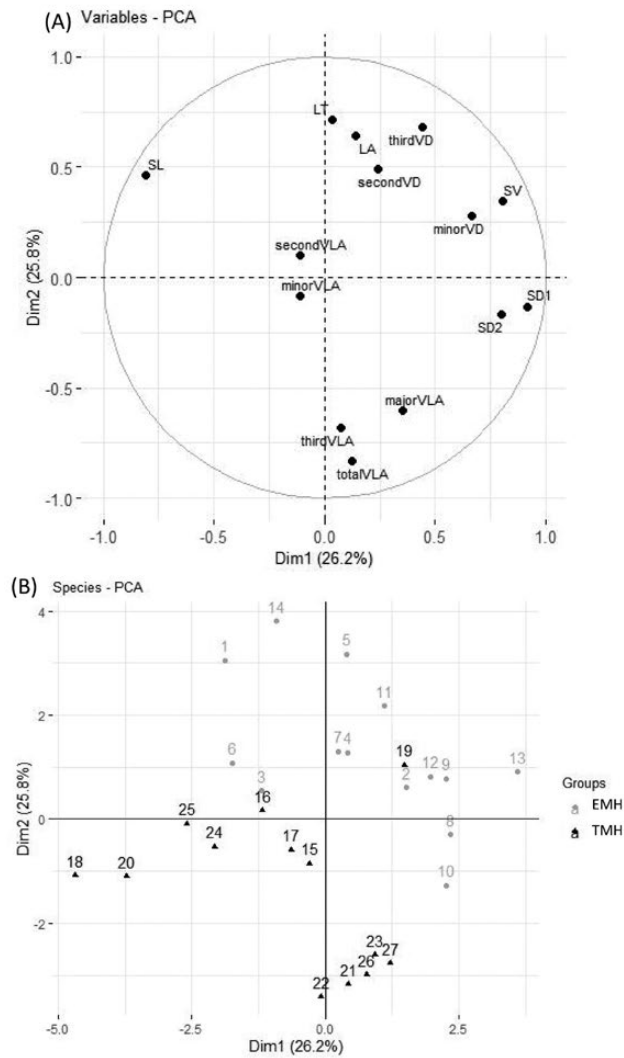 (A) Variables - PCA
1.0
LT
thirdVD
LA
0.5
SL
secondVD
SV
minorVD
secondVLA
Dim2 (25.8%)
0.0
minorVLA
SD1
SD2
-0.5
majorVLA
thirdVLA
totalVLA
-1.0
-1.0 -0.5 0.0 0.5 1.0
Dim1 (26.2%)
(B) Species - PCA
4
14
1
5
2
11
6
7 4
19
12 9
13
3
2
16
Dim2 (25.8%)
0
25
8
24
17
15
18
20
10
-2
23
27
26
21
22
-5.0 -2.5 0.0 2.5
Dim1 (26.2%)
Groups
a EMH
a TMH